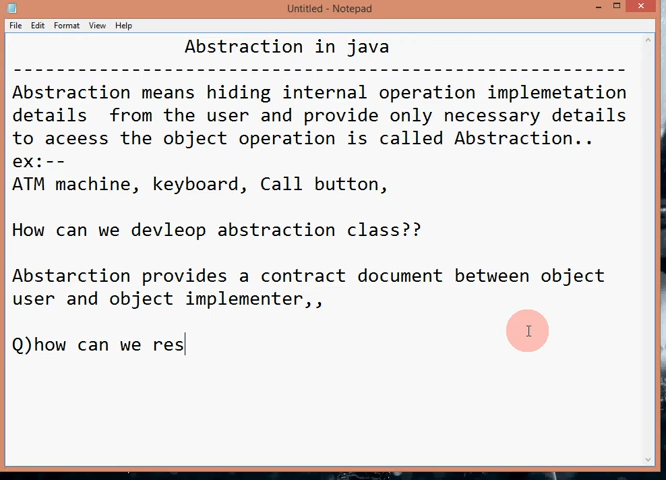 Untitled - Notepad
File Edit Format View Help
Abstraction in java
---------------------------------------------------------
Abstraction means hiding internal operation implemetation
details  from the user and provide only necessary details
to aceess the object operation is called Abstraction..
ex:--
ATM machine, keyboard, Call button,
How can we devleop abstraction class??
Abstarction provides a contract document between object
user and object implementer,,
Q)how can we res